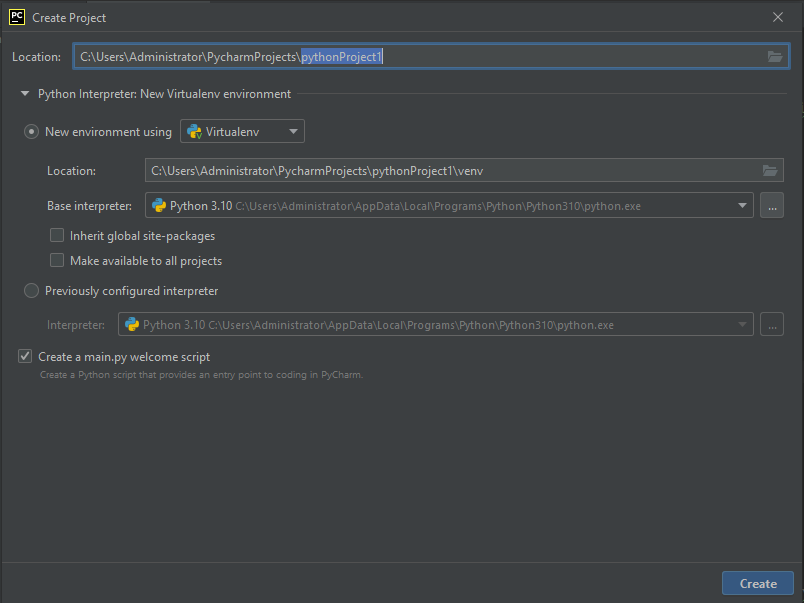 PC Create Project
Location: C:\Users\Administrator\PycharmProjects\pythonProject1
Python Interpreter: New Virtualenv environment
New environment using Virtualenv
Location: C:\Users\Administrator\PycharmProjects\pythonProject1\venv
Base interpreter: Python 3.10 C:\Users\Administrator\AppData\Local\Programs\Python\Python310\python.exe ...
Inherit global site-packages
Make available to all projects
Previously configured interpreter
Interpreter: Python 3.10 C:\Users\Administrator\AppData\Local\Programs\Python\Python310\python.exe ...
Create a main.py welcome script
Create a Python script that provides an entry point to coding in PyCharm.
Create